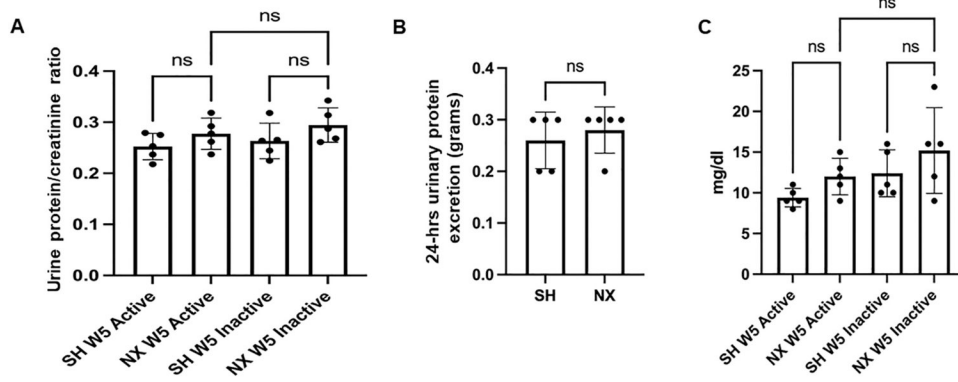 A
ns
ns
ns
Urine protein/creatinine ratio
0.4
0.3
0.2
0.1
0.0
SH W5 Active
NX W5 Active
SH W5 Inactive
NX W5 Inactive
B
ns
24-hrs urinary protein
excretion (grams)
0.4
0.3
0.2
0.1
0.0
SH
NX
C
ns
ns
ns
mg/dl
25
20
15
10
5
0
SH W5 Active
NX W5 Active
SH W5 Inactive
NX W5 Inactive